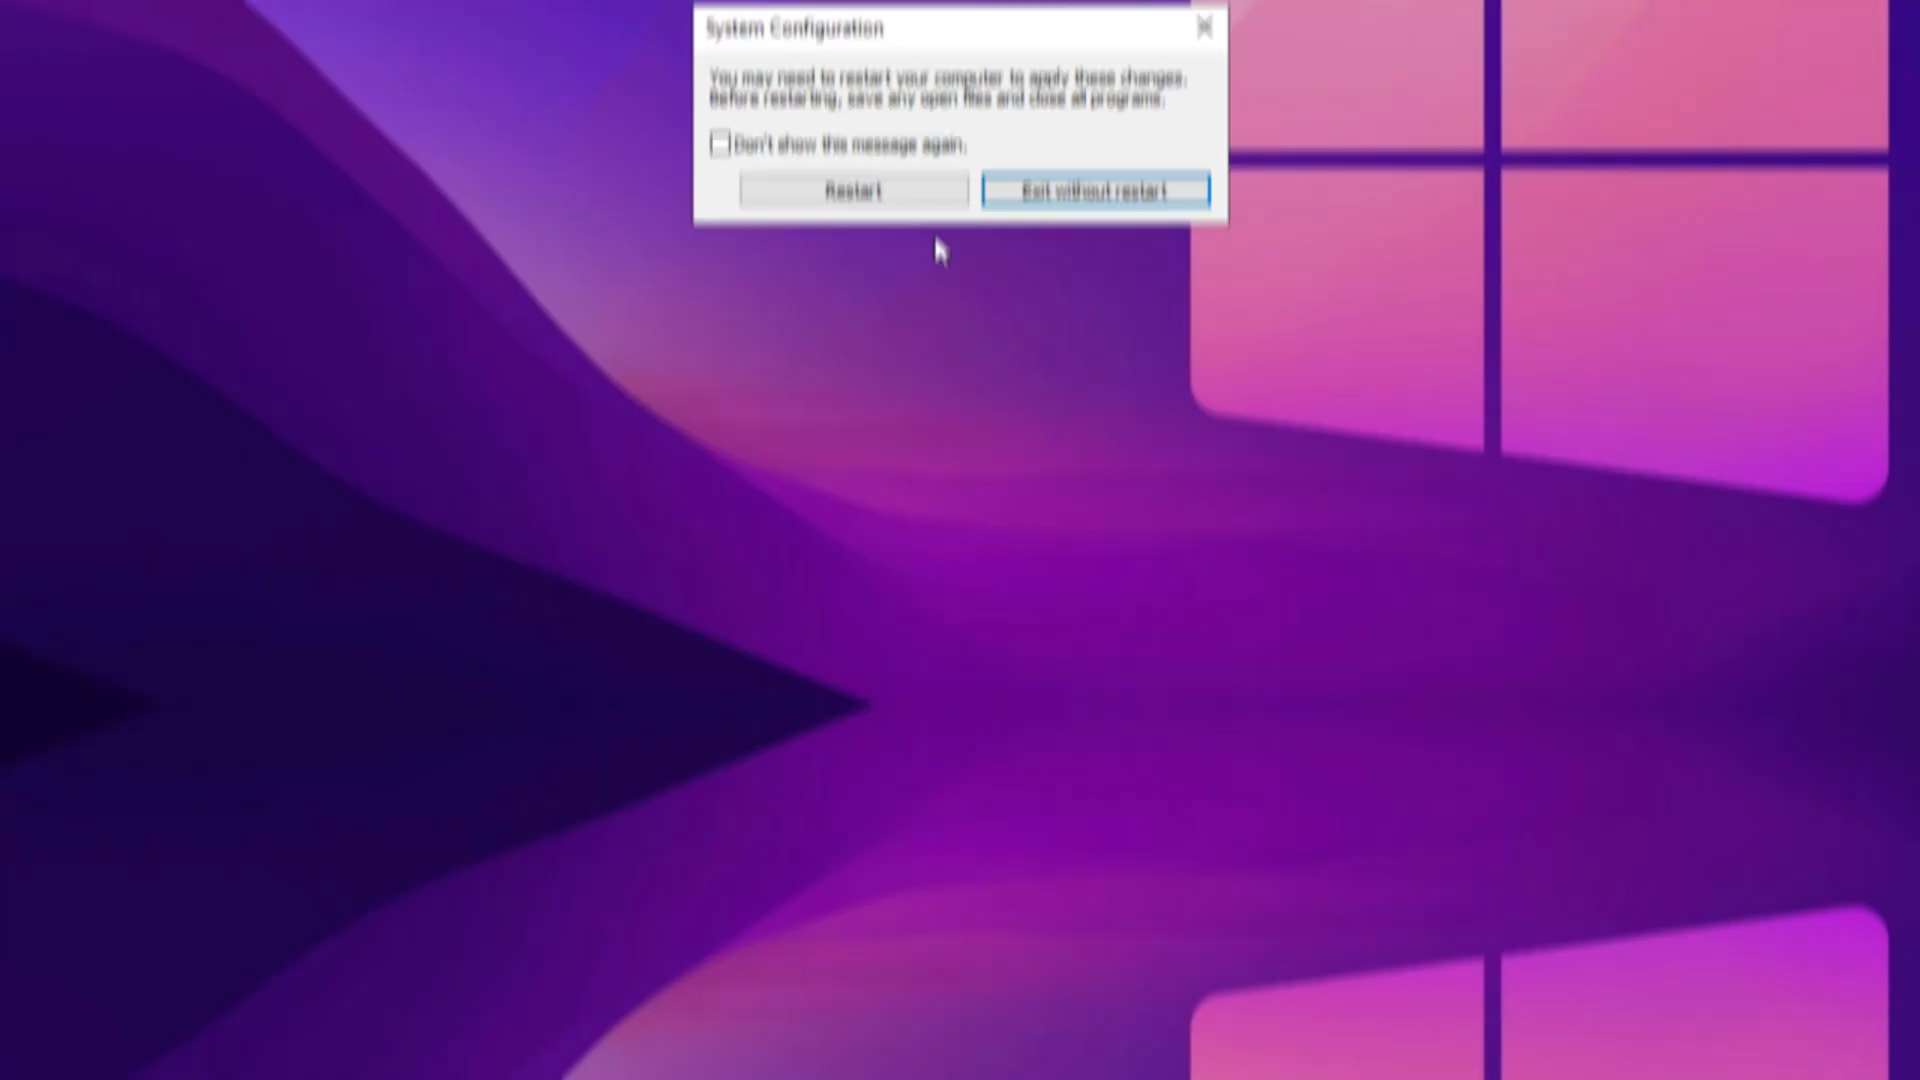 System Configuration
You may need to restart your computer to apply these changes.
Before restarting, save any open files and close all programs.
Don't show this message again.
Restart
Exit without restart